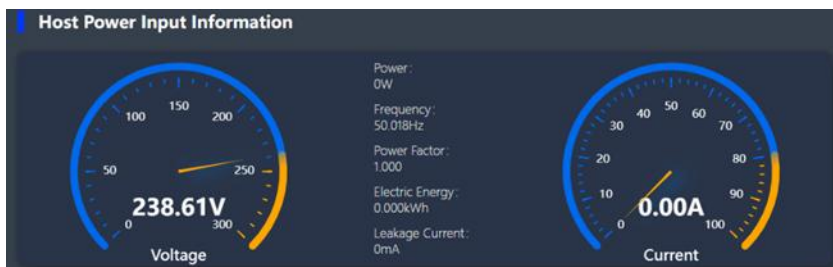 Host Power Input Information
0
50
100
150
200
250
300
238.61V
Voltage
Power:
0W
Frequency:
50.018Hz
Power Factor:
1.000
Electric Energy:
0.000kWh
Leakage Current:
0mA
0
10
20
30
40
50
60
70
80
90
100
0.00A
Current